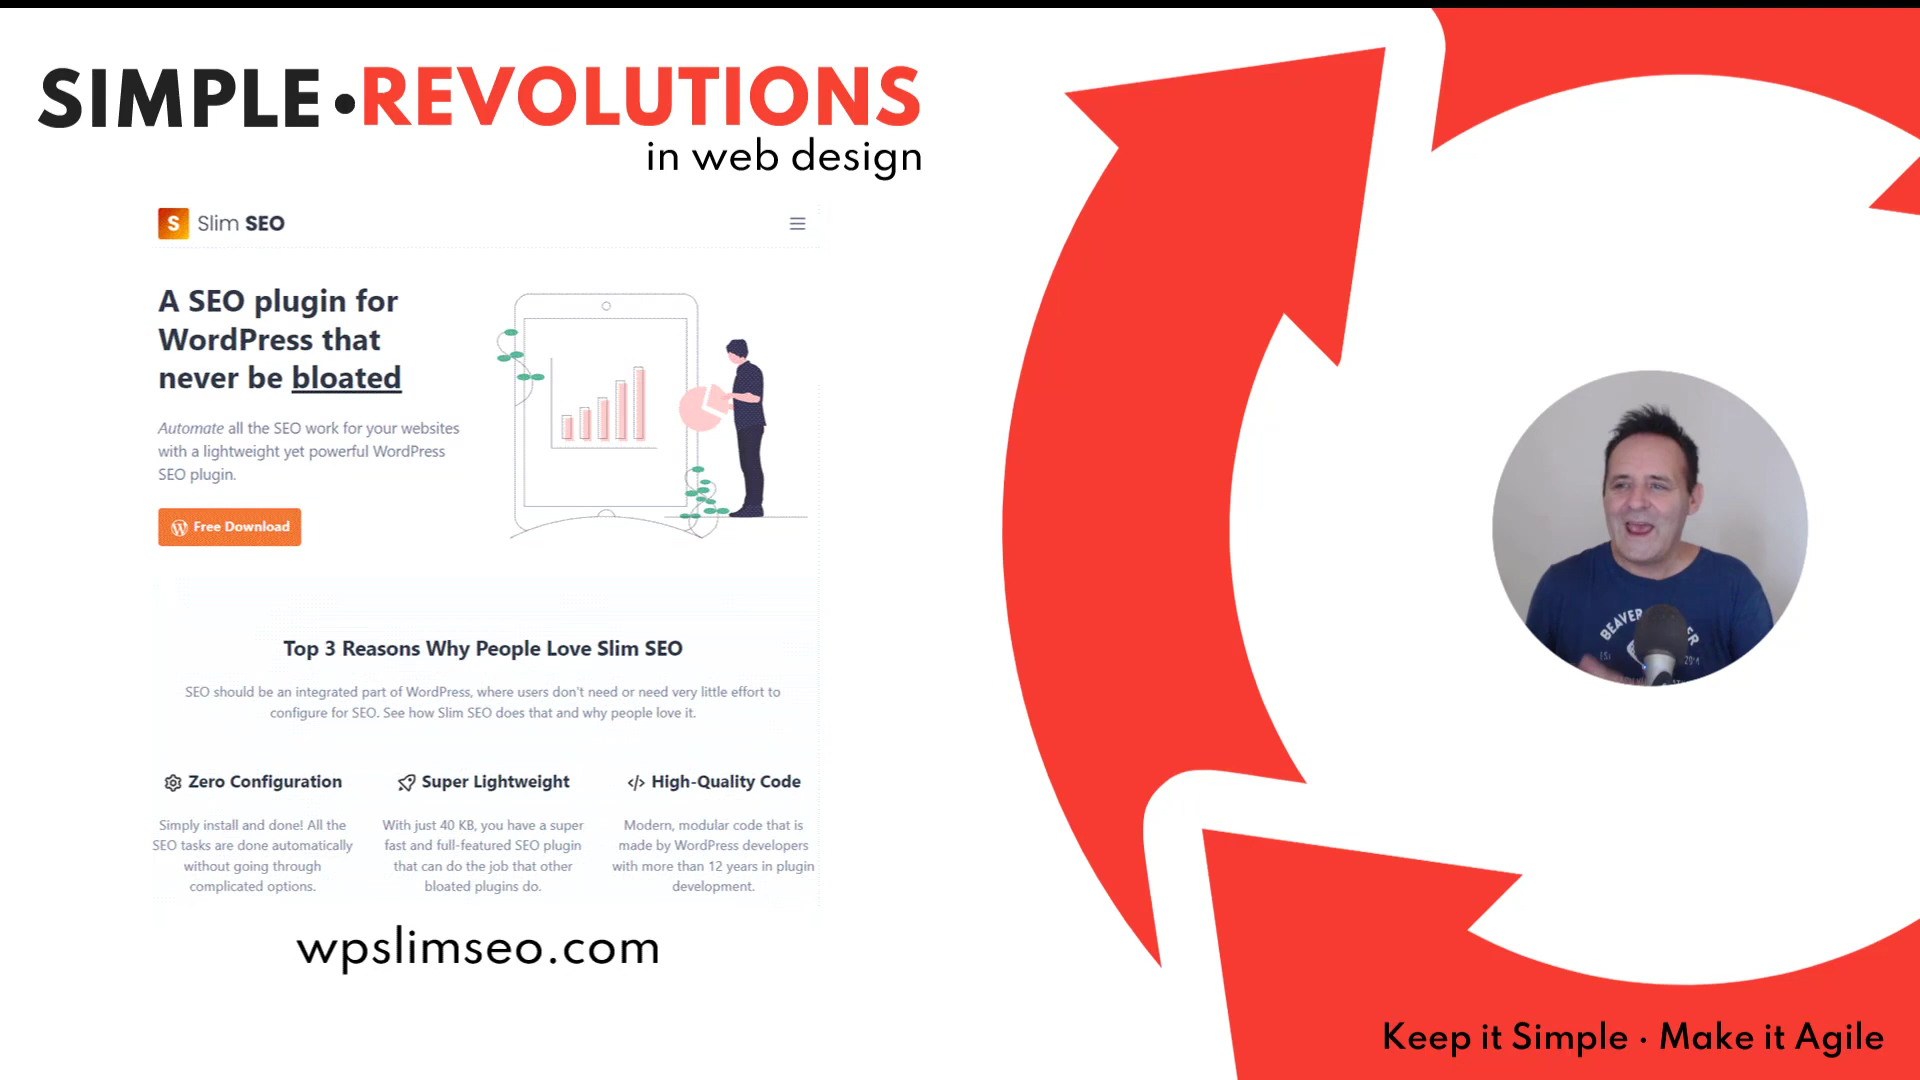 SIMPLE•REVOLUTIONS
in web design
S Slim SEO
A SEO plugin for
WordPress that
never be bloated
Automate all the SEO work for your websites
with a lightweight yet powerful WordPress
SEO plugin.
Free Download
Top 3 Reasons Why People Love Slim SEO
SEO should be an integrated part of WordPress, where users don't need or need very little effort to
configure for SEO. See how Slim SEO does that and why people love it.
Zero Configuration
Simply install and done! All the
SEO tasks are done automatically
without going through
complicated options.
Super Lightweight
With just 40 KB, you have a super
fast and full-featured SEO plugin
that can do the job that other
bloated plugins do.
</> High-Quality Code
Modern, modular code that is
made by WordPress developers
with more than 12 years in plugin
development.
wpslimseo.com
BEAVER
Keep it Simple · Make it Agile